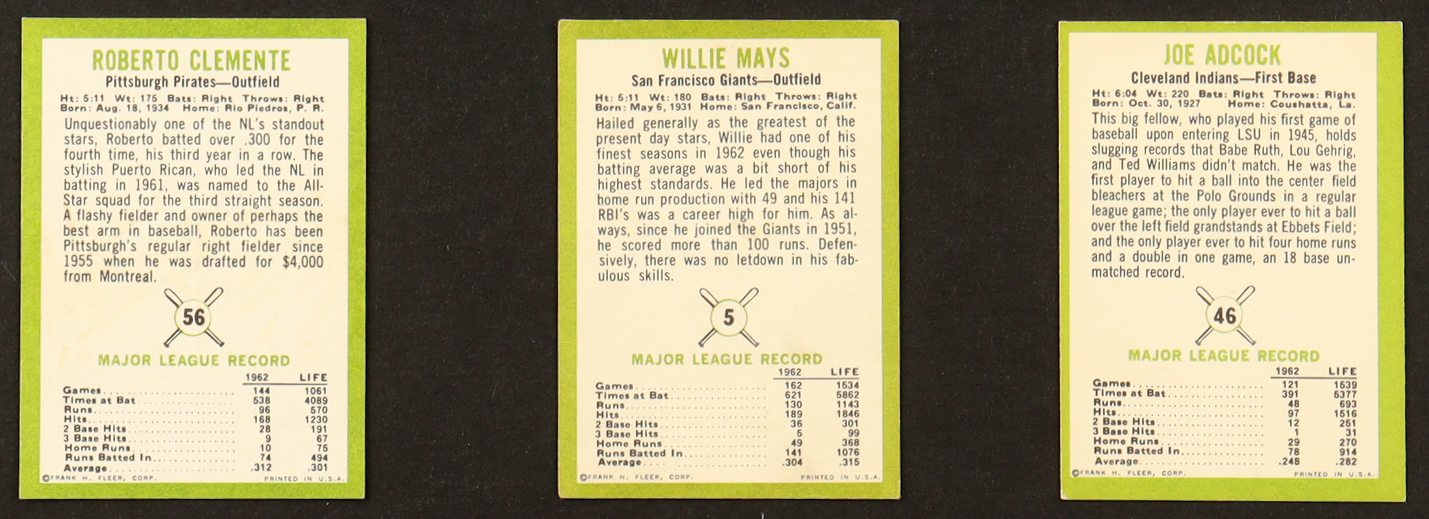 ROBERTO CLEMENTE
Pittsburgh Pirates—Outfield
Ht: 5:11 Wt: 175 Bats: Right Throws: Right
Born: Aug. 18, 1934 Home: Rio Piedros, P. R.
Unquestionably one of the NL's standout
stars, Roberto batted over .300 for the
fourth time, his third year in a row. The
stylish Puerto Rican, who led the NL in
batting in 1961, was named to the All-
Star squad for the third straight season.
A flashy fielder and owner of perhaps the
best arm in baseball, Roberto has been
Pittsburgh's regular right fielder since
1955 when he was drafted for $4,000
from Montreal.
56
MAJOR LEAGUE RECORD
1962 LIFE
Games 144 1061
Times at Bat 538 4089
Runs 96 570
Hits 168 1230
2 Base Hits 28 191
3 Base Hits 9 67
Home Runs 10 75
Runs Batted In 74 494
Average .312 .301
©FRANK H. FLEER, CORP. PRINTED IN U.S.A.
WILLIE MAYS
San Francisco Giants—Outfield
Ht: 5:11 Wt: 180 Bats: Right Throws: Right
Born: May 6, 1931 Home: San Francisco, Calif.
Hailed generally as the greatest of the
present day stars, Willie had one of his
finest seasons in 1962 even though his
batting average was a bit short of his
highest standards. He led the majors in
home run production with 49 and his 141
RBI's was a career high for him. As al-
ways, since he joined the Giants in 1951,
he scored more than 100 runs. Defen-
sively, there was no letdown in his fab-
ulous skills.
5
MAJOR LEAGUE RECORD
1962 LIFE
Games 162 1534
Times at Bat 621 5862
Runs 130 1143
Hits 189 1846
2 Base Hits 36 301
3 Base Hits 5 99
Home Runs 49 368
Runs Batted In 141 1076
Average .304 .315
©FRANK H. FLEER, CORP. PRINTED IN U.S.A.
JOE ADCOCK
Cleveland Indians—First Base
Ht: 6:04 Wt: 220 Bats: Right Throws: Right
Born: Oct. 30, 1927 Home: Coushatta, La.
This big fellow, who played his first game of
baseball upon entering LSU in 1945, holds
slugging records that Babe Ruth, Lou Gehrig,
and Ted Williams didn't match. He was the
first player to hit a ball into the center field
bleachers at the Polo Grounds in a regular
league game; the only player ever to hit a ball
over the left field grandstands at Ebbets Field;
and the only player ever to hit four home runs
and a double in one game, an 18 base un-
matched record.
46
MAJOR LEAGUE RECORD
1962 LIFE
Games 121 1639
Times at Bat 391 5377
Runs 48 693
Hits 97 1516
2 Base Hits 12 251
3 Base Hits 1 31
Home Runs 29 270
Runs Batted In 78 914
Average .248 .282
©FRANK H. FLEER, CORP. PRINTED IN U.S.A.